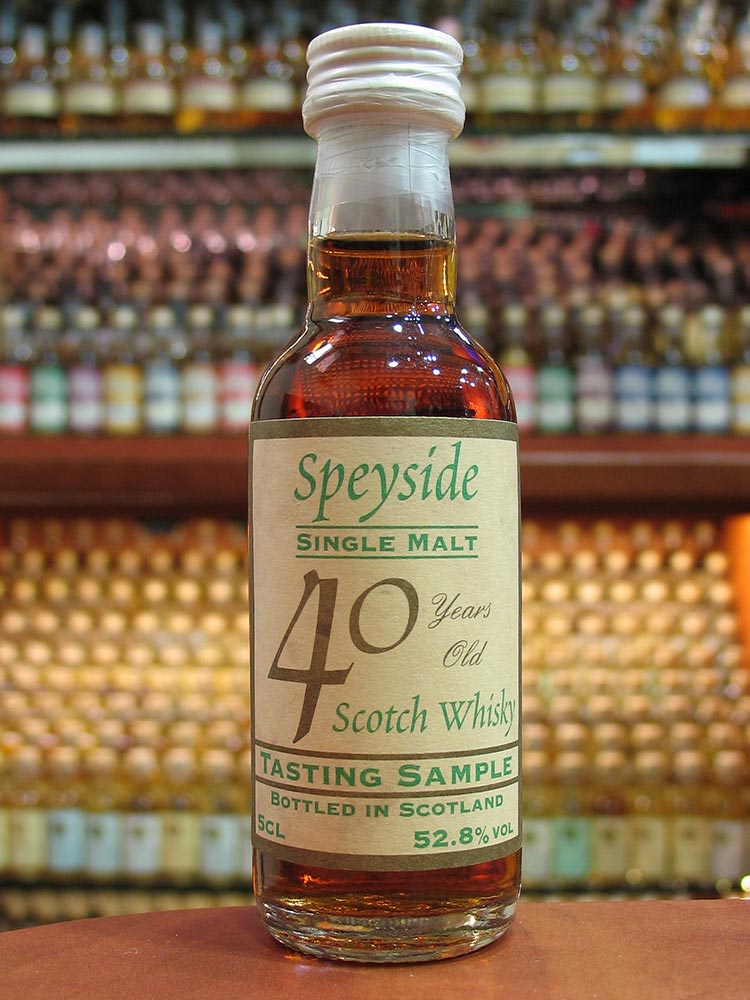 Speyside
Single Malt
40 Years
Old
Scotch Whisky
Tasting Sample
Bottled in Scotland
5cl
52.8% vol